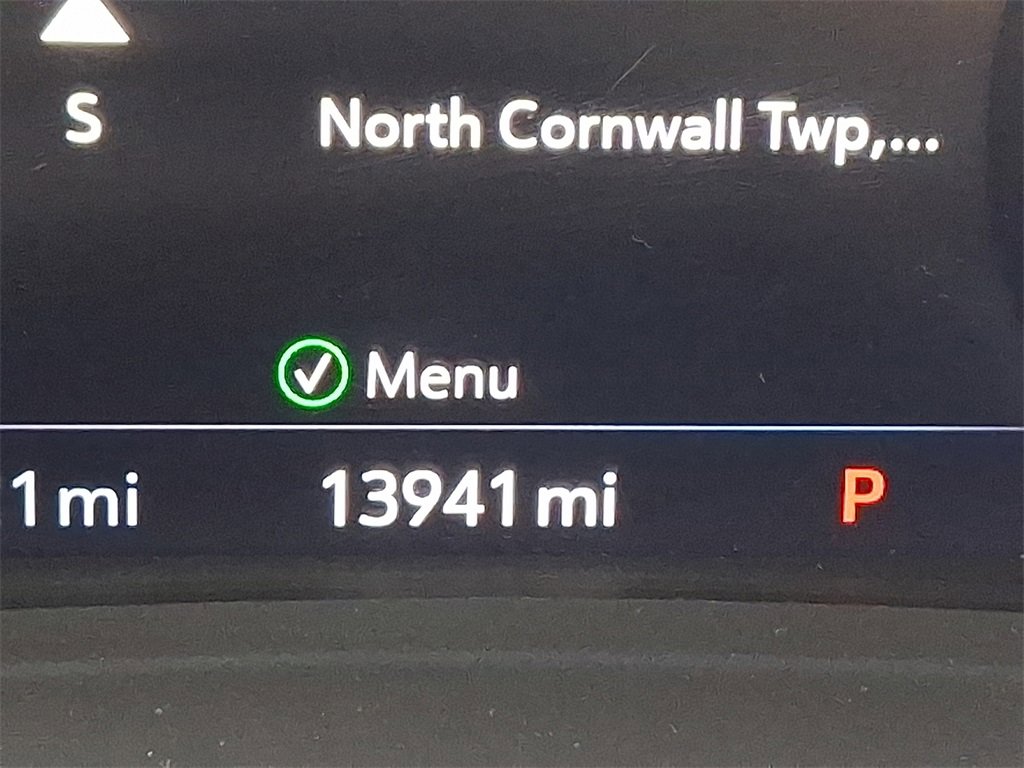 S
North Cornwall Twp,...
Menu
1 mi
13941 mi
P